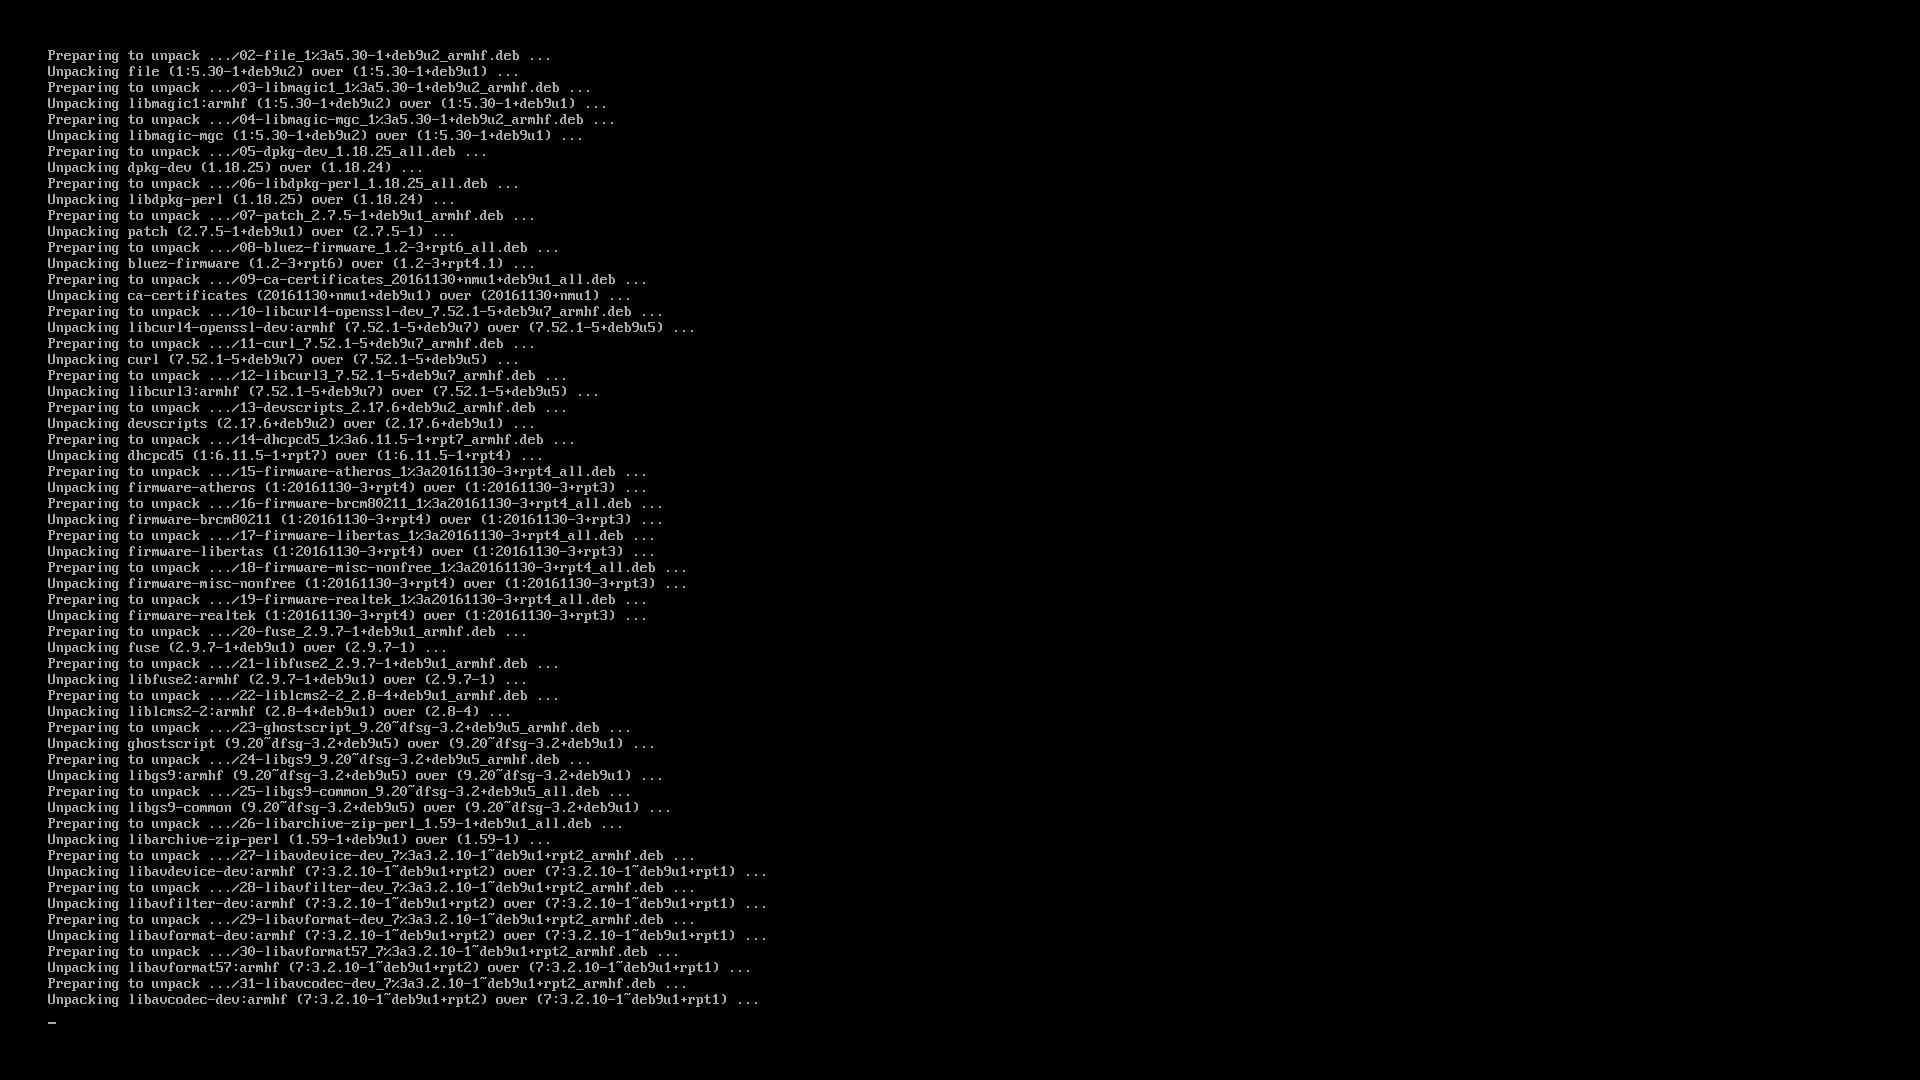 Preparing to unpack .../02-file_1%3a5.30-1+deb9u2_armhf.deb ...
Unpacking file (1:5.30-1+deb9u2) over (1:5.30-1+deb9u1) ...
Preparing to unpack .../03-libmagic1_1%3a5.30-1+deb9u2_armhf.deb ...
Unpacking libmagic1:armhf (1:5.30-1+deb9u2) over (1:5.30-1+deb9u1) ...
Preparing to unpack .../04-libmagic-mgc_1%3a5.30-1+deb9u2_armhf.deb ...
Unpacking libmagic-mgc (1:5.30-1+deb9u2) over (1:5.30-1+deb9u1) ...
Preparing to unpack .../05-dpkg-dev_1.18.25_all.deb ...
Unpacking dpkg-dev (1.18.25) over (1.18.24) ...
Preparing to unpack .../06-libdpkg-perl_1.18.25_all.deb ...
Unpacking libdpkg-perl (1.18.25) over (1.18.24) ...
Preparing to unpack .../07-patch_2.7.5-1+deb9u1_armhf.deb ...
Unpacking patch (2.7.5-1+deb9u1) over (2.7.5-1) ...
Preparing to unpack .../08-bluez-firmware_1.2-3+rpt6_all.deb ...
Unpacking bluez-firmware (1.2-3+rpt6) over (1.2-3+rpt4.1) ...
Preparing to unpack .../09-ca-certificates_20161130+nmu1+deb9u1_all.deb ...
Unpacking ca-certificates (20161130+nmu1+deb9u1) over (20161130+nmu1) ...
Preparing to unpack .../10-libcurl4-openssl-dev_7.52.1-5+deb9u7_armhf.deb ...
Unpacking libcurl4-openssl-dev:armhf (7.52.1-5+deb9u7) over (7.52.1-5+deb9u5) ...
Preparing to unpack .../11-curl_7.52.1-5+deb9u7_armhf.deb ...
Unpacking curl (7.52.1-5+deb9u7) over (7.52.1-5+deb9u5) ...
Preparing to unpack .../12-libcurl3_7.52.1-5+deb9u7_armhf.deb ...
Unpacking libcurl3:armhf (7.52.1-5+deb9u7) over (7.52.1-5+deb9u5) ...
Preparing to unpack .../13-devscripts_2.17.6+deb9u2_armhf.deb ...
Unpacking devscripts (2.17.6+deb9u2) over (2.17.6+deb9u1) ...
Preparing to unpack .../14-dhcpcd5_1%3a6.11.5-1+rpt7_armhf.deb ...
Unpacking dhcpcd5 (1:6.11.5-1+rpt7) over (1:6.11.5-1+rpt4) ...
Preparing to unpack .../15-firmware-atheros_1%3a20161130-3+rpt4_all.deb ...
Unpacking firmware-atheros (1:20161130-3+rpt4) over (1:20161130-3+rpt3) ...
Preparing to unpack .../16-firmware-brcm80211_1%3a20161130-3+rpt4_all.deb ...
Unpacking firmware-brcm80211 (1:20161130-3+rpt4) over (1:20161130-3+rpt3) ...
Preparing to unpack .../17-firmware-libertas_1%3a20161130-3+rpt4_all.deb ...
Unpacking firmware-libertas (1:20161130-3+rpt4) over (1:20161130-3+rpt3) ...
Preparing to unpack .../18-firmware-misc-nonfree_1%3a20161130-3+rpt4_all.deb ...
Unpacking firmware-misc-nonfree (1:20161130-3+rpt4) over (1:20161130-3+rpt3) ...
Preparing to unpack .../19-firmware-realtek_1%3a20161130-3+rpt4_all.deb ...
Unpacking firmware-realtek (1:20161130-3+rpt4) over (1:20161130-3+rpt3) ...
Preparing to unpack .../20-fuse_2.9.7-1+deb9u1_armhf.deb ...
Unpacking fuse (2.9.7-1+deb9u1) over (2.9.7-1) ...
Preparing to unpack .../21-libfuse2_2.9.7-1+deb9u1_armhf.deb ...
Unpacking libfuse2:armhf (2.9.7-1+deb9u1) over (2.9.7-1) ...
Preparing to unpack .../22-liblcms2-2_2.8-4+deb9u1_armhf.deb ...
Unpacking liblcms2-2:armhf (2.8-4+deb9u1) over (2.8-4) ...
Preparing to unpack .../23-ghostscript_9.20~dfsg-3.2+deb9u5_armhf.deb ...
Unpacking ghostscript (9.20~dfsg-3.2+deb9u5) over (9.20~dfsg-3.2+deb9u1) ...
Preparing to unpack .../24-libgs9_9.20~dfsg-3.2+deb9u5_armhf.deb ...
Unpacking libgs9:armhf (9.20~dfsg-3.2+deb9u5) over (9.20~dfsg-3.2+deb9u1) ...
Preparing to unpack .../25-libgs9-common_9.20~dfsg-3.2+deb9u5_all.deb ...
Unpacking libgs9-common (9.20~dfsg-3.2+deb9u5) over (9.20~dfsg-3.2+deb9u1) ...
Preparing to unpack .../26-libarchive-zip-perl_1.59-1+deb9u1_all.deb ...
Unpacking libarchive-zip-perl (1.59-1+deb9u1) over (1.59-1) ...
Preparing to unpack .../27-libavdevice-dev_7%3a3.2.10-1~deb9u1+rpt2_armhf.deb ...
Unpacking libavdevice-dev:armhf (7:3.2.10-1~deb9u1+rpt2) over (7:3.2.10-1~deb9u1+rpt1) ...
Preparing to unpack .../28-libavfilter-dev_7%3a3.2.10-1~deb9u1+rpt2_armhf.deb ...
Unpacking libavfilter-dev:armhf (7:3.2.10-1~deb9u1+rpt2) over (7:3.2.10-1~deb9u1+rpt1) ...
Preparing to unpack .../29-libavformat-dev_7%3a3.2.10-1~deb9u1+rpt2_armhf.deb ...
Unpacking libavformat-dev:armhf (7:3.2.10-1~deb9u1+rpt2) over (7:3.2.10-1~deb9u1+rpt1) ...
Preparing to unpack .../30-libavformat57_7%3a3.2.10-1~deb9u1+rpt2_armhf.deb ...
Unpacking libavformat57:armhf (7:3.2.10-1~deb9u1+rpt2) over (7:3.2.10-1~deb9u1+rpt1) ...
Preparing to unpack .../31-libavcodec-dev_7%3a3.2.10-1~deb9u1+rpt2_armhf.deb ...
Unpacking libavcodec-dev:armhf (7:3.2.10-1~deb9u1+rpt2) over (7:3.2.10-1~deb9u1+rpt1) ...
_